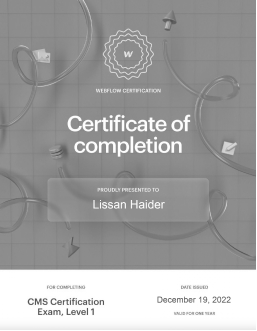 W
WEBFLOW CERTIFICATION
Certificate of
completion
PROUDLY PRESENTED TO
Lissan Haider
FOR COMPLETING
DATE ISSUED
CMS Certification
Exam, Level 1
December 19, 2022
VALID FOR ONE YEAR